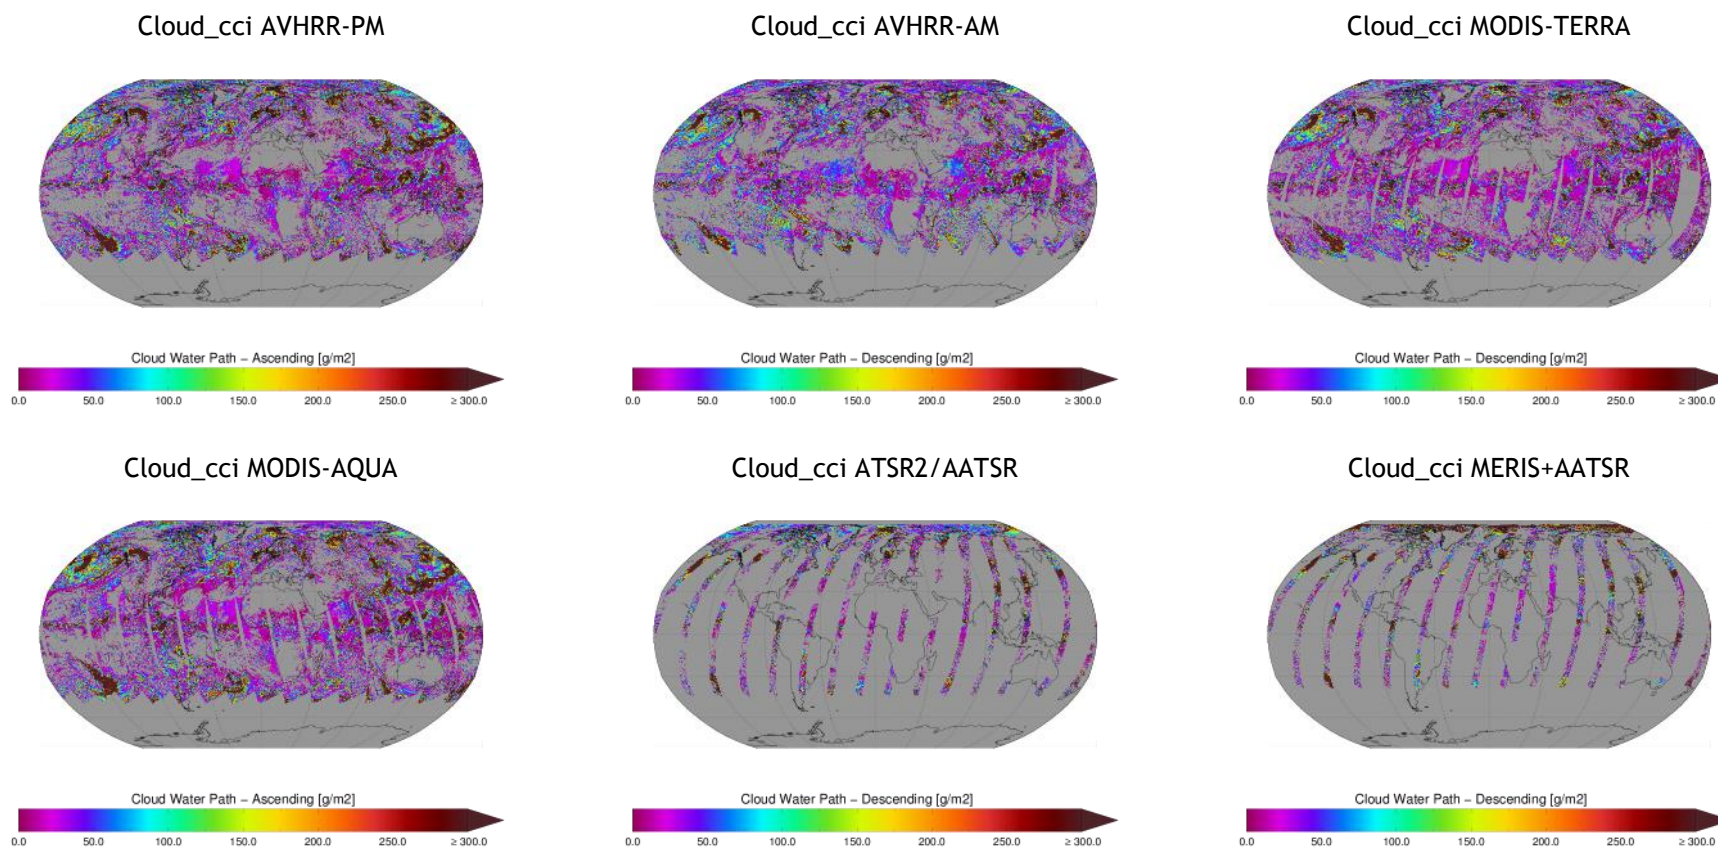 Cloud_cci AVHRR-PM
Cloud_cci AVHRR-AM
Cloud_cci MODIS-TERRA
Cloud Water Path – Ascending [g/m2]
0.0 50.0 100.0 150.0 200.0 250.0 ≥ 300.0
Cloud Water Path – Descending [g/m2]
0.0 50.0 100.0 150.0 200.0 250.0 ≥ 300.0
Cloud Water Path – Descending [g/m2]
0.0 50.0 100.0 150.0 200.0 250.0 ≥ 300.0
Cloud_cci MODIS-AQUA
Cloud_cci ATSR2/AATSR
Cloud_cci MERIS+AATSR
Cloud Water Path – Ascending [g/m2]
0.0 50.0 100.0 150.0 200.0 250.0 ≥ 300.0
Cloud Water Path – Descending [g/m2]
0.0 50.0 100.0 150.0 200.0 250.0 ≥ 300.0
Cloud Water Path – Descending [g/m2]
0.0 50.0 100.0 150.0 200.0 250.0 ≥ 300.0